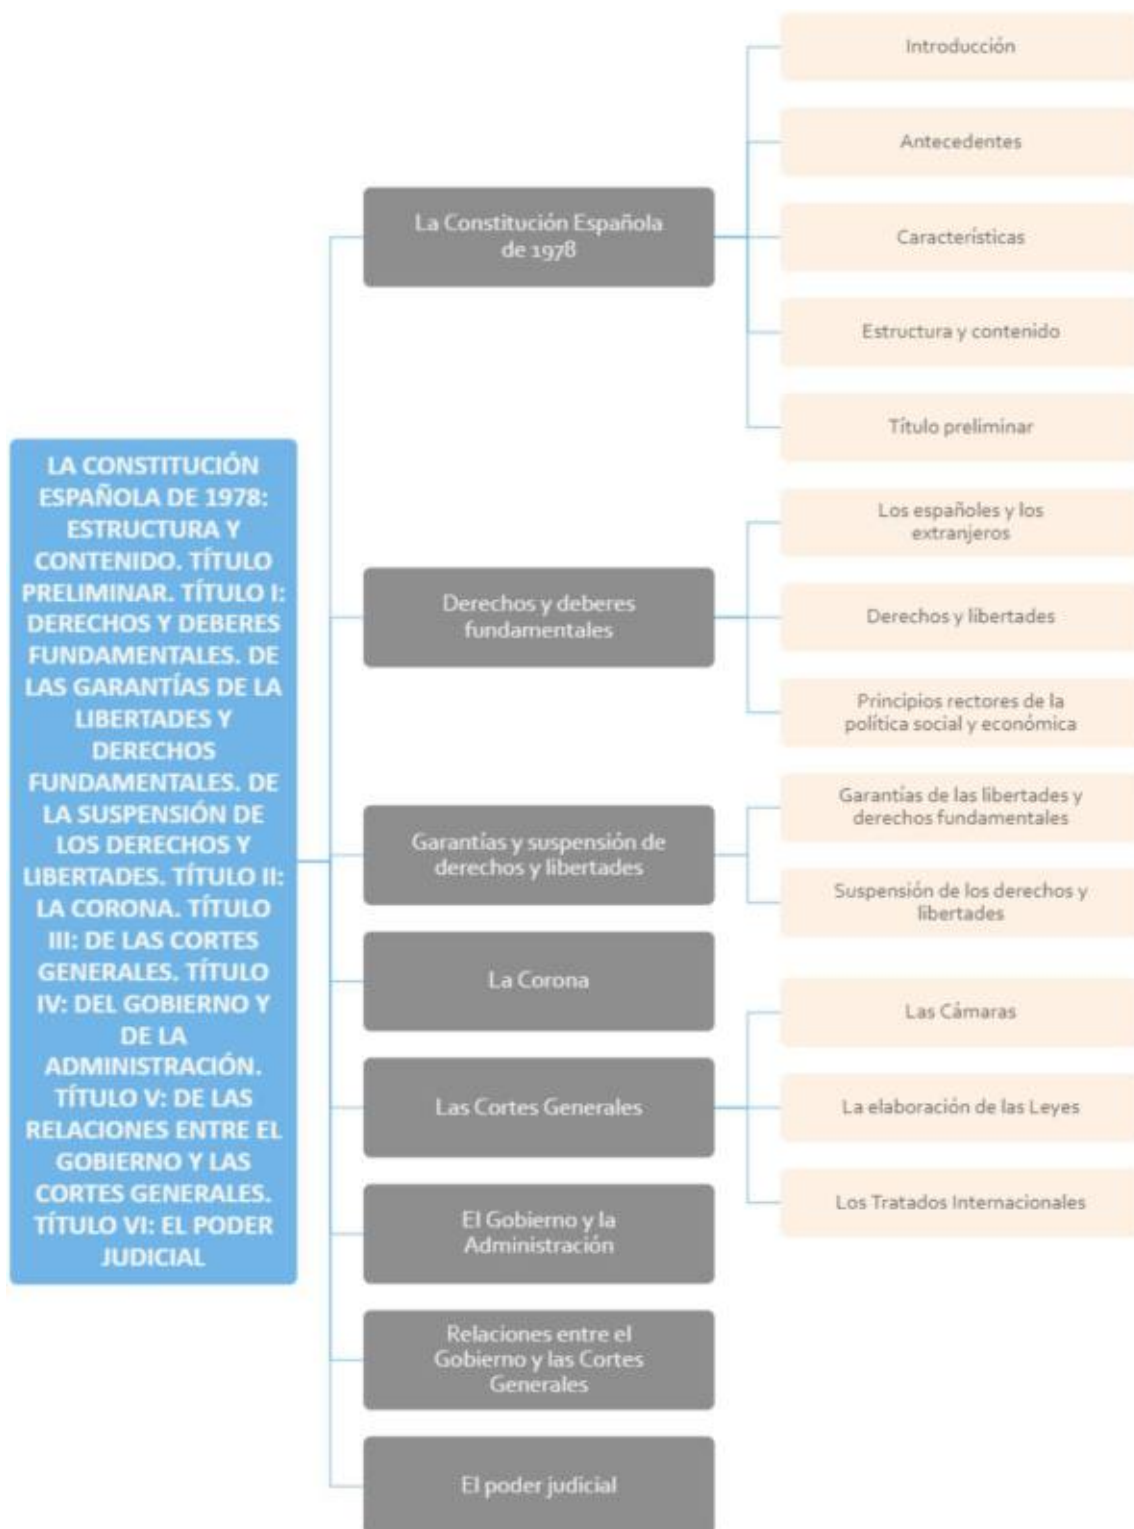 LA CONSTITUCIÓN
ESPAÑOLA DE 1978:
ESTRUCTURA Y
CONTENIDO. TÍTULO
PRELIMINAR. TÍTULO I:
DERECHOS Y DEBERES
FUNDAMENTALES. DE
LAS GARANTÍAS DE LA
LIBERTADES Y
DERECHOS
FUNDAMENTALES. DE
LA SUSPENSIÓN DE
LOS DERECHOS Y
LIBERTADES. TÍTULO II:
LA CORONA. TÍTULO
III: DE LAS CORTES
GENERALES. TÍTULO
IV: DEL GOBIERNO Y
DE LA
ADMINISTRACIÓN.
TÍTULO V: DE LAS
RELACIONES ENTRE EL
GOBIERNO Y LAS
CORTES GENERALES.
TÍTULO VI: EL PODER
JUDICIAL
La Constitución Española
de 1978
Introducción
Antecedentes
Características
Estructura y contenido
Título preliminar
Derechos y deberes
fundamentales
Los españoles y los
extranjeros
Derechos y libertades
Principios rectores de la
política social y económica
Garantías y suspensión de
derechos y libertades
Garantías de las libertades y
derechos fundamentales
Suspensión de los derechos y
libertades
La Corona
Las Cortes Generales
Las Cámaras
La elaboración de las Leyes
Los Tratados Internacionales
El Gobierno y la
Administración
Relaciones entre el
Gobierno y las Cortes
Generales
El poder judicial